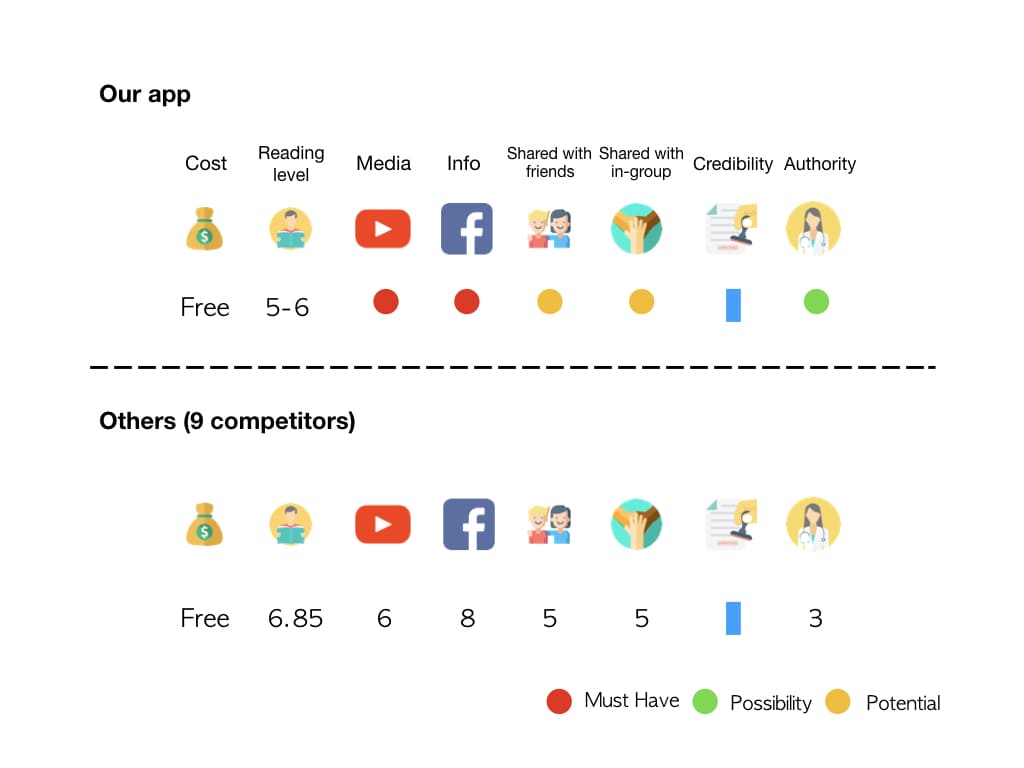 Our app
Cost
Reading
level
Media
Info
Shared with
friends
Shared with
in-group
Credibility
Authority
Free
5-6
Others (9 competitors)
Free
6.85
6
8
5
5
3
Must Have
Possibility
Potential